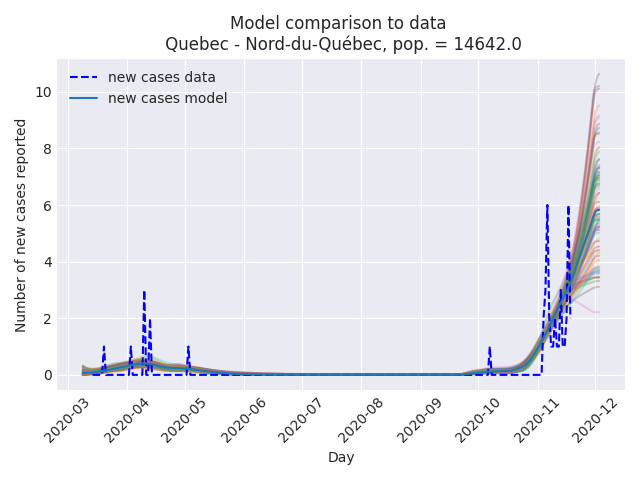 Model comparison to data
Quebec - Nord-du-Québec, pop. = 14642.0
new cases data
new cases model
Number of new cases reported
10
8
6
4
2
0
2020-03
2020-04
2020-05
2020-06
2020-07
2020-08
2020-09
2020-10
2020-11
2020-12
Day